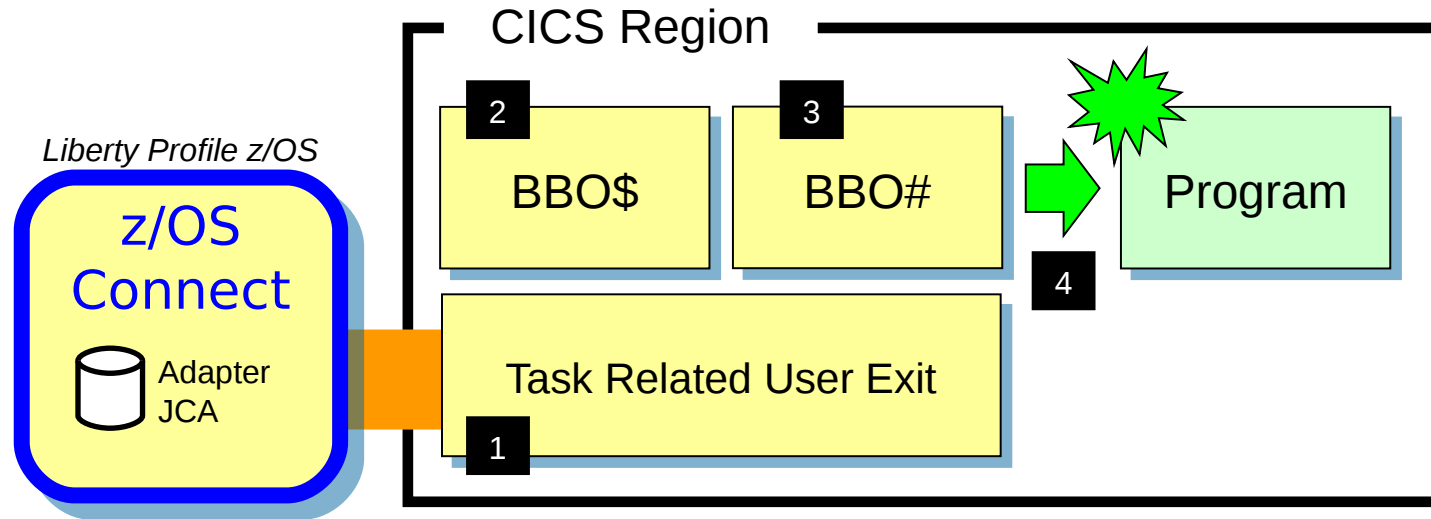 CICS Region
2
3
BBO$
BBO#
Program
4
Liberty Profile z/OS
z/OS
Connect
Adapter
JCA
Task Related User Exit
1